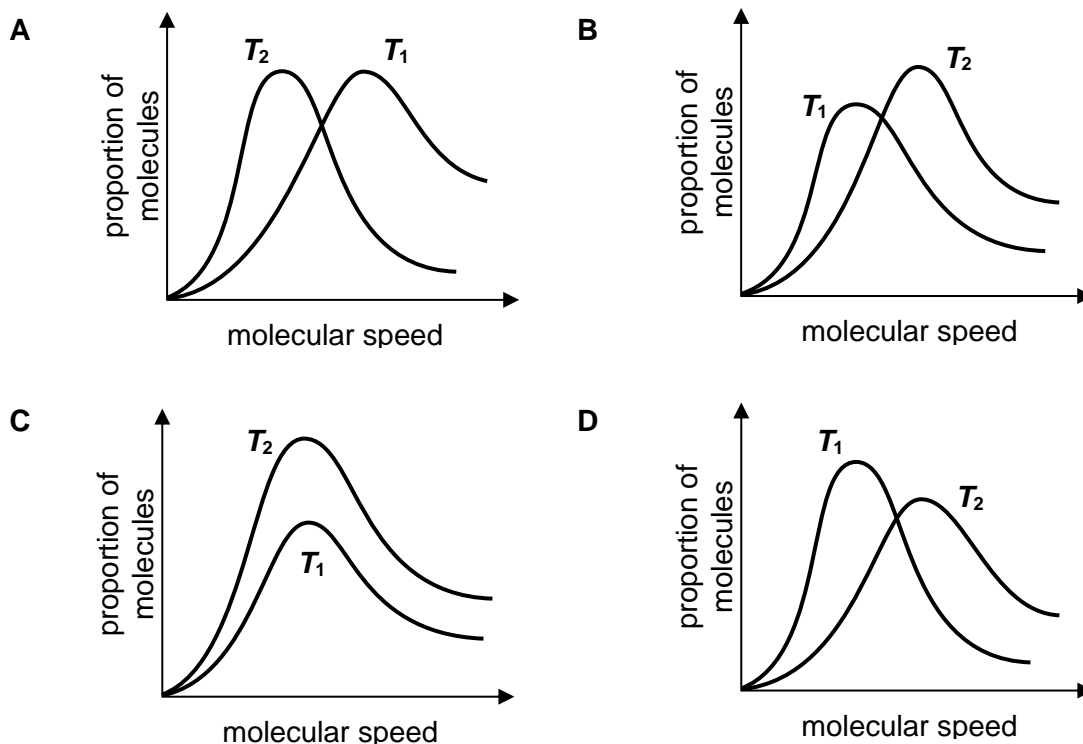 A
T2
T1
proportion of
molecules
molecular speed
B
T1
T2
proportion of
molecules
molecular speed
C
T2
T1
proportion of
molecules
molecular speed
D
T1
T2
proportion of
molecules
molecular speed